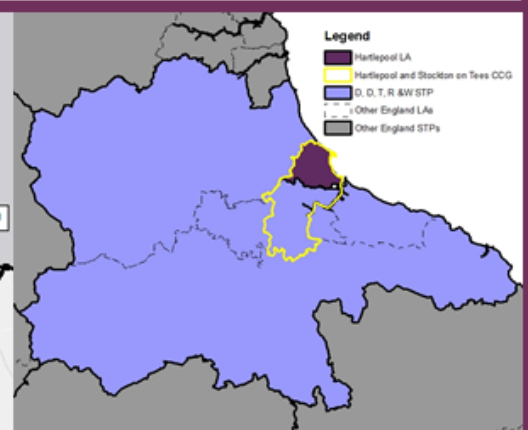 Legend
Hartlepool LA
Hartlepool and Stockton on Tees CCG
D, D, T, R &W STP
Other England LAs
Other England STPs